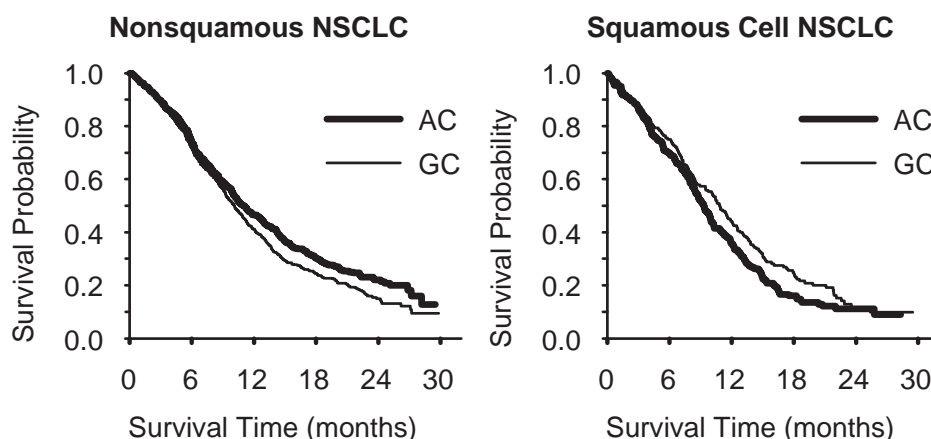 Nonsquamous NSCLC
Survival Probability
1.0
0.8
0.6
0.4
0.2
0.0
AC
GC
0 6 12 18 24 30
Survival Time (months)
Squamous Cell NSCLC
Survival Probability
1.0
0.8
0.6
0.4
0.2
0.0
AC
GC
0 6 12 18 24 30
Survival Time (months)